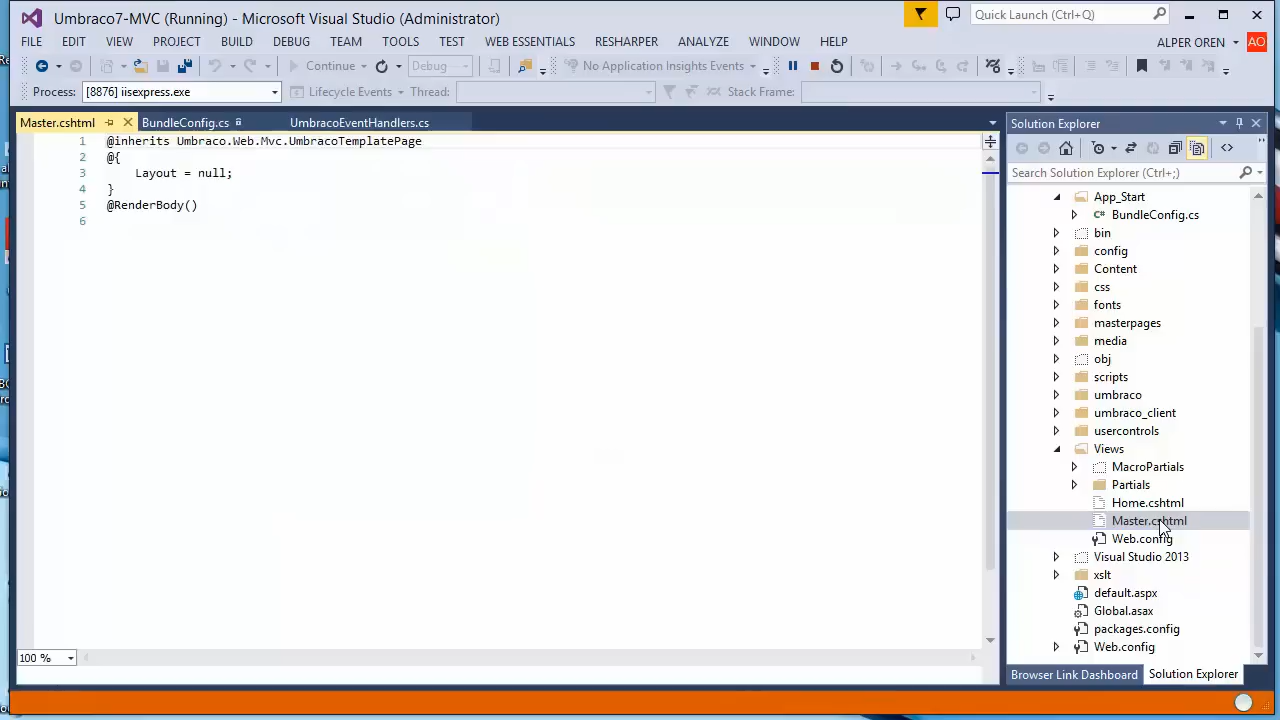 Umbraco7-MVC (Running) - Microsoft Visual Studio (Administrator)
Quick Launch (Ctrl+Q)
FILE EDIT VIEW PROJECT BUILD DEBUG TEAM TOOLS TEST WEB ESSENTIALS RESHARPER ANALYZE WINDOW HELP
ALPER OREN AO
Continue Debug No Application Insights Events
Process: [8876] iisexpress.exe Lifecycle Events Thread: Stack Frame:
Master.cshtml BundleConfig.cs UmbracoEventHandlers.cs
1 @inherits Umbraco.Web.Mvc.UmbracoTemplatePage
2 @{
3 Layout = null;
4 }
5 @RenderBody()
6
100 %
Solution Explorer
Search Solution Explorer (Ctrl+;)
App_Start
C# BundleConfig.cs
bin
config
Content
css
fonts
masterpages
media
obj
scripts
umbraco
umbraco_client
usercontrols
Views
MacroPartials
Partials
Home.cshtml
Master.cshtml
Web.config
Visual Studio 2013
xslt
default.aspx
Global.asax
packages.config
Web.config
Browser Link Dashboard Solution Explorer